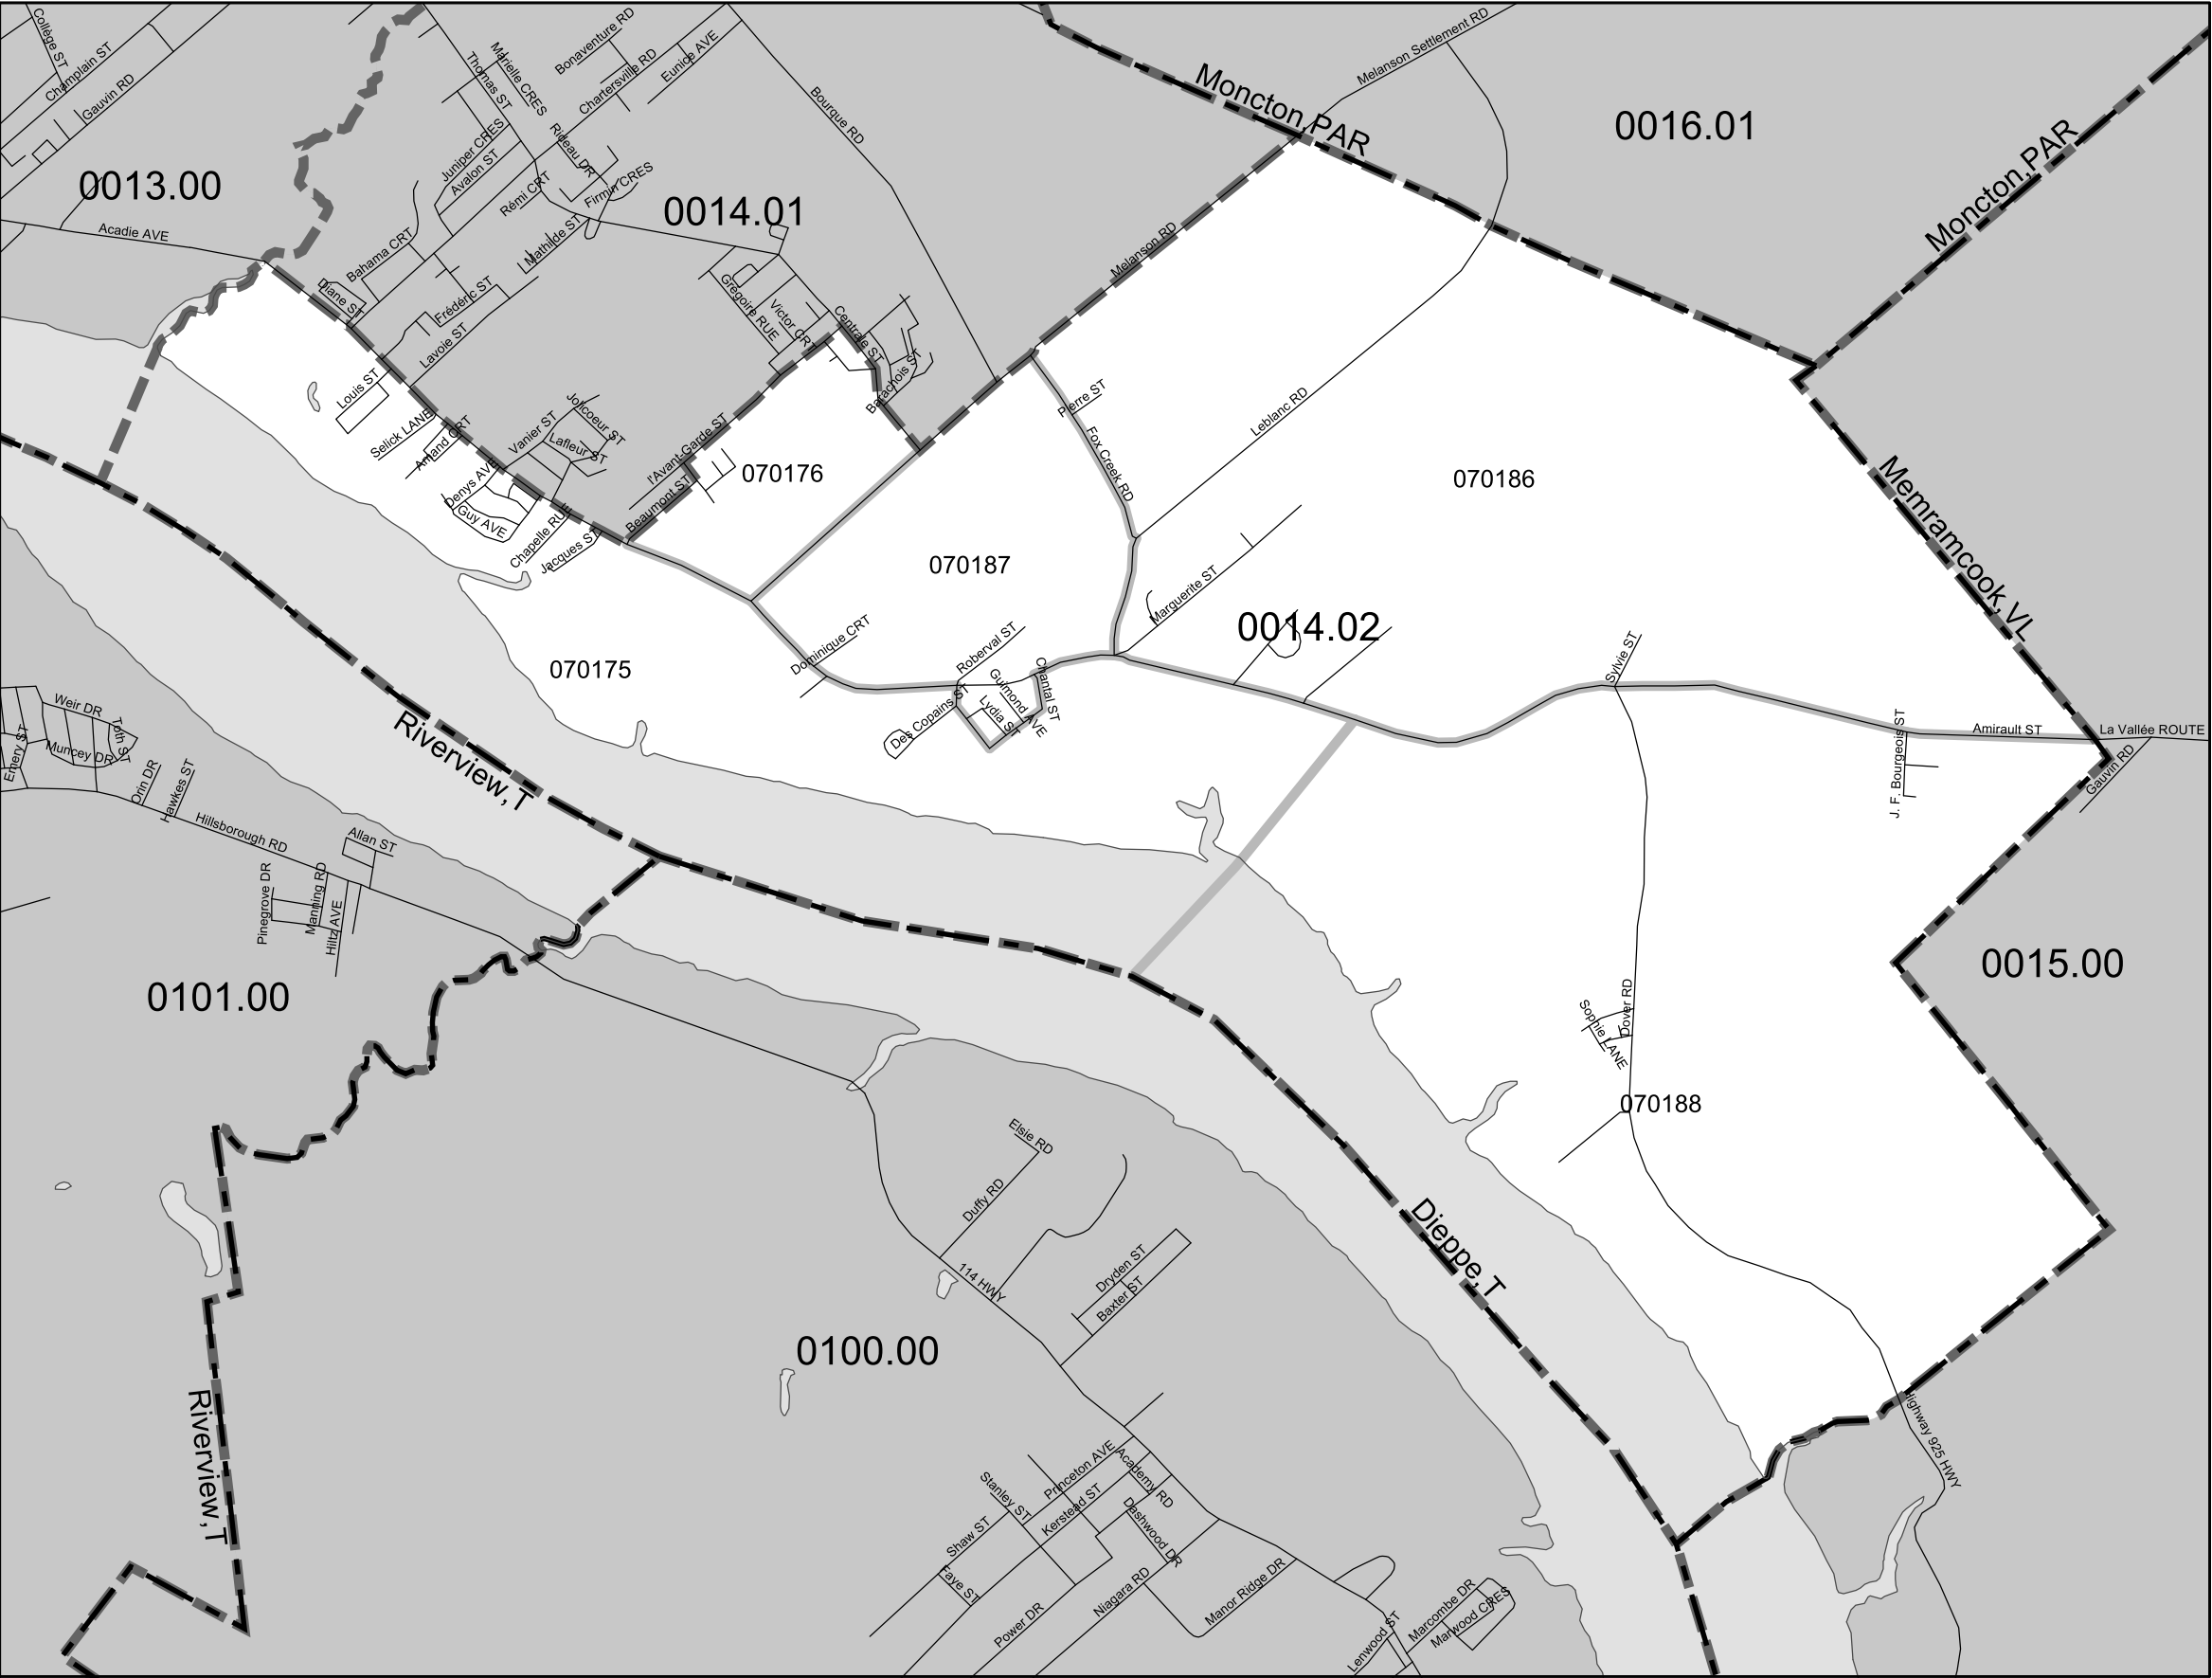 Collège ST
Champlain ST
Gauvin RD
0013.00
Acadie AVE
Thomas ST
Marielle CRES
Bonaventure RD
Chartersville RD
Eunice AVE
Bourque RD
Juniper CRES
Avalon ST
Rideau DR
Rémi CRT
Firmin CRES
Mathilde ST
0014.01
Bahama CRT
Diane ST
Frédéric ST
Lavoie ST
Grégoire RUE
Victor CRT
Centrale ST
Barachois ST
Melanson Settlement RD
Moncton,PAR
0016.01
Moncton,PAR
Melanson RD
Louis ST
Selick LANE
Amand CRT
Vanier ST
Jolicoeur ST
Lafleur ST
Denys AVE
Guy AVE
Chapelle RUE
Jacques ST
l'Avant-Garde ST
Beaumont ST
070176
Pierre ST
Fox Creek RD
Leblanc RD
070186
Memramcook,VL
070187
Marguerite ST
0014.02
Dominique CRT
Roberval ST
Chantal ST
Guimond AVE
Lydia ST
Des Copains ST
070175
Sylvie ST
J. F. Bourgeois ST
Amirault ST
La Vallée ROUTE
Gauvin RD
Weir DR
Toth ST
Muncey DR
Emery ST
Orin DR
Hawkes ST
Riverview,T
Hillsborough RD
Allan ST
Pinegrove DR
Manning RD
Hiltz AVE
0101.00
0015.00
Sophie LANE
Dover RD
070188
Elsie RD
Duffy RD
114 HWY
Dryden ST
Baxter ST
Dieppe,T
0100.00
Riverview,T
Highway 925 HWY
Princeton AVE
Academy RD
Stanley ST
Kerstead ST
Dashwood DR
Shaw ST
Faye ST
Power DR
Niagara RD
Manor Ridge DR
Marcombe DR
Marwood CRES
Lenwood ST